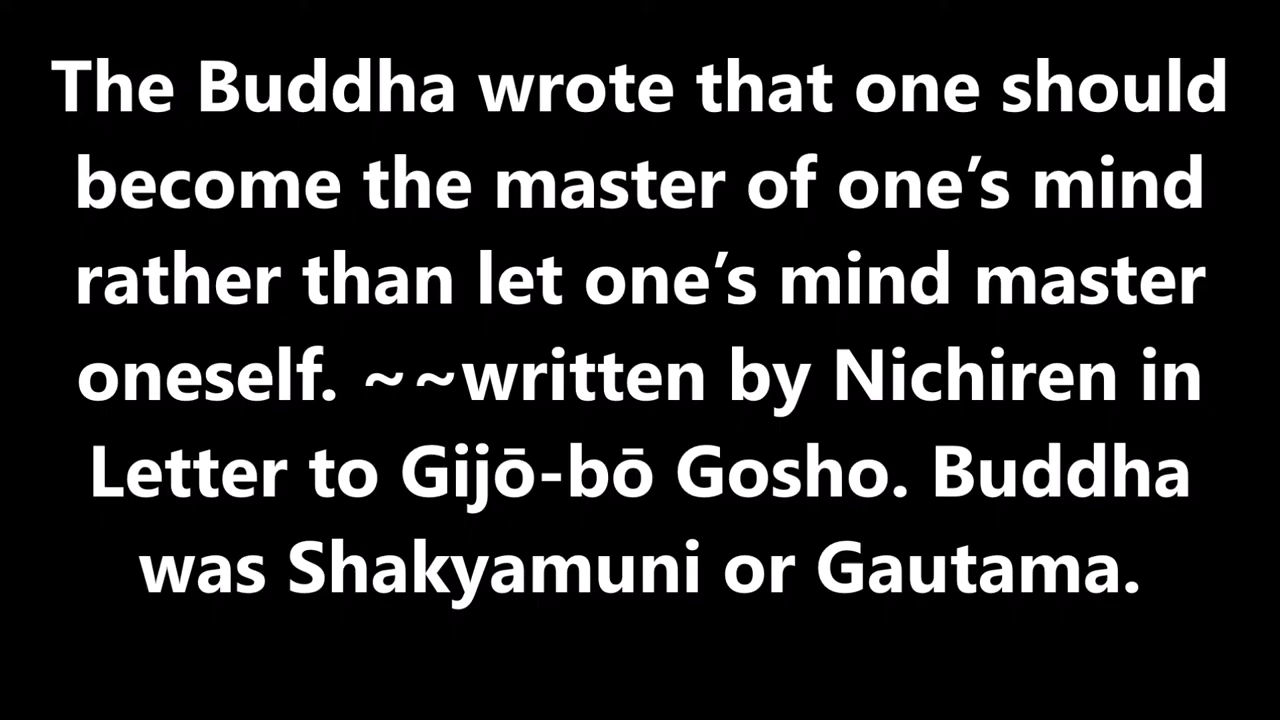 The Buddha wrote that one should
become the master of one’s mind
rather than let one’s mind master
oneself. ~~written by Nichiren in
Letter to Gijō-bō Gosho. Buddha
was Shakyamuni or Gautama.